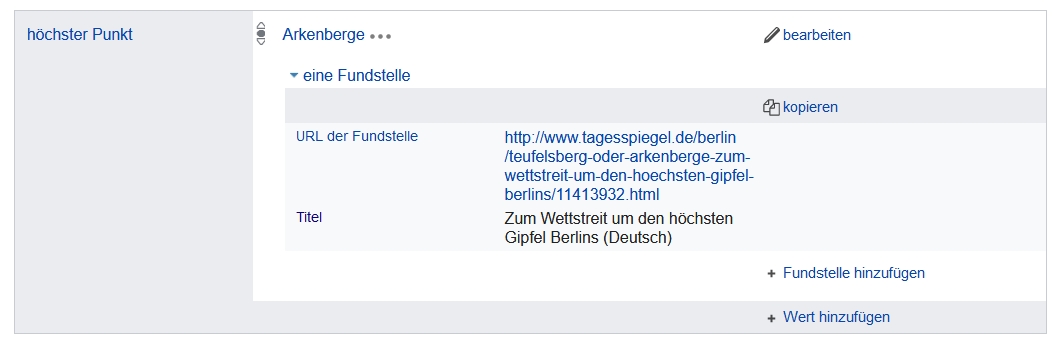 höchster Punkt
Arkenberge
bearbeiten
eine Fundstelle
kopieren
URL der Fundstelle
http://www.tagesspiegel.de/berlin
/teufelsberg-oder-arkenberge-zum-
wettstreit-um-den-hoechsten-gipfel-
berlins/11413932.html
Titel
Zum Wettstreit um den höchsten
Gipfel Berlins (Deutsch)
+ Fundstelle hinzufügen
+ Wert hinzufügen